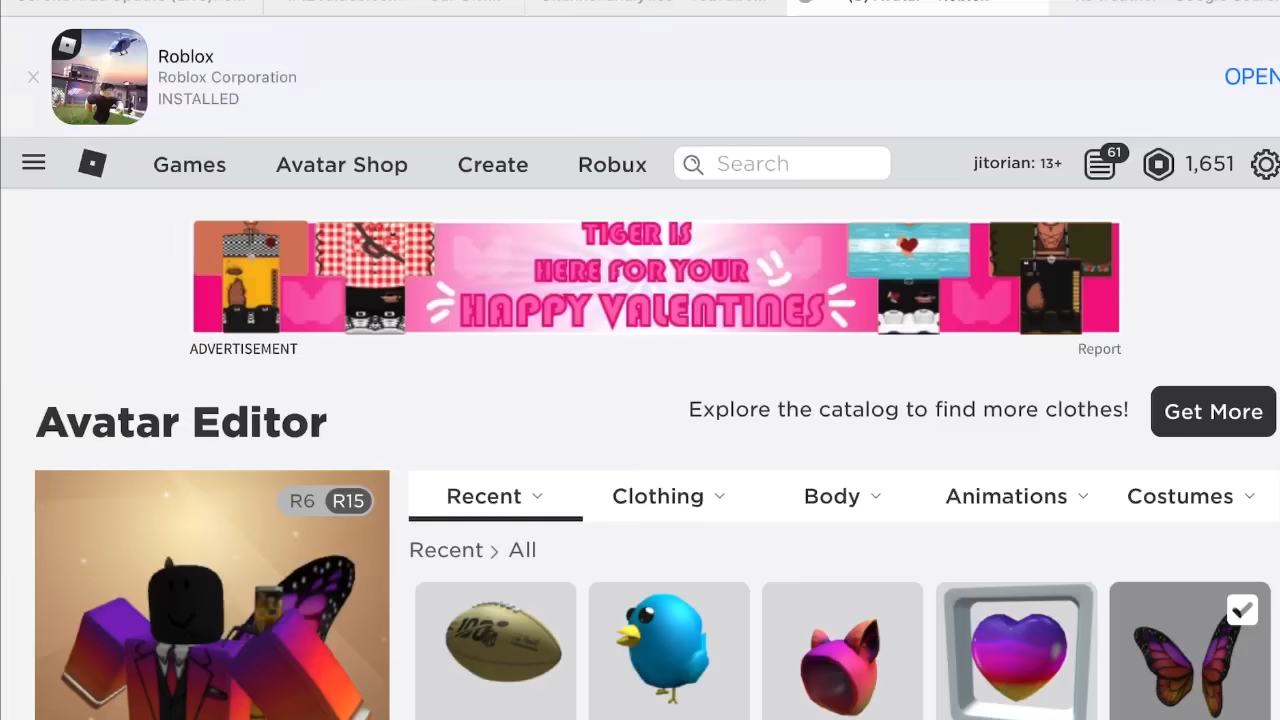 Roblox
Roblox Corporation
INSTALLED
OPEN
Games Avatar Shop Create Robux Search jitorian: 13+ 61 1,651
TIGER IS
HERE FOR YOUR
HAPPY VALENTINES
ADVERTISEMENT Report
Avatar Editor
Explore the catalog to find more clothes! Get More
R6 R15
Recent Clothing Body Animations Costumes
Recent > All